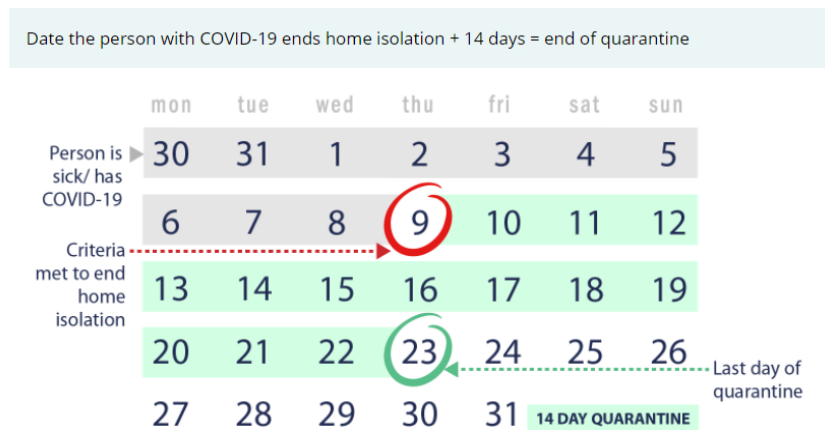 Date the person with COVID-19 ends home isolation + 14 days = end of quarantine
mon tue wed thu fri sat sun
Person is
sick/ has
COVID-19
30 31 1 2 3 4 5
6 7 8 9 10 11 12
Criteria
met to end
home
isolation
13 14 15 16 17 18 19
20 21 22 23 24 25 26
Last day of
quarantine
27 28 29 30 31
14 DAY QUARANTINE